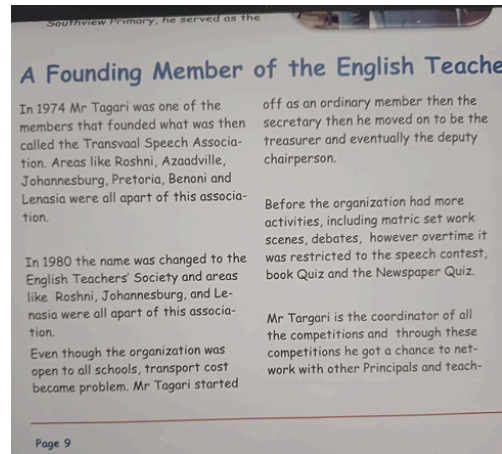 Southview Primary, he served as the
A Founding Member of the English Teache
In 1974 Mr Tagari was one of the
members that founded what was then
called the Transvaal Speech Associa-
tion. Areas like Roshni, Azaadville,
Johannesburg, Pretoria, Benoni and
Lenasia were all apart of this associa-
tion.
In 1980 the name was changed to the
English Teachers' Society and areas
like Roshni, Johannesburg, and Le-
nasia were all apart of this associa-
tion.
Even though the organization was
open to all schools, transport cost
became problem. Mr Tagari started
off as an ordinary member then the
secretary then he moved on to be the
treasurer and eventually the deputy
chairperson.
Before the organization had more
activities, including matric set work
scenes, debates, however overtime it
was restricted to the speech contest,
book Quiz and the Newspaper Quiz.
Mr Targari is the coordinator of all
the competitions and through these
competitions he got a chance to net-
work with other Principals and teach-
Page 9